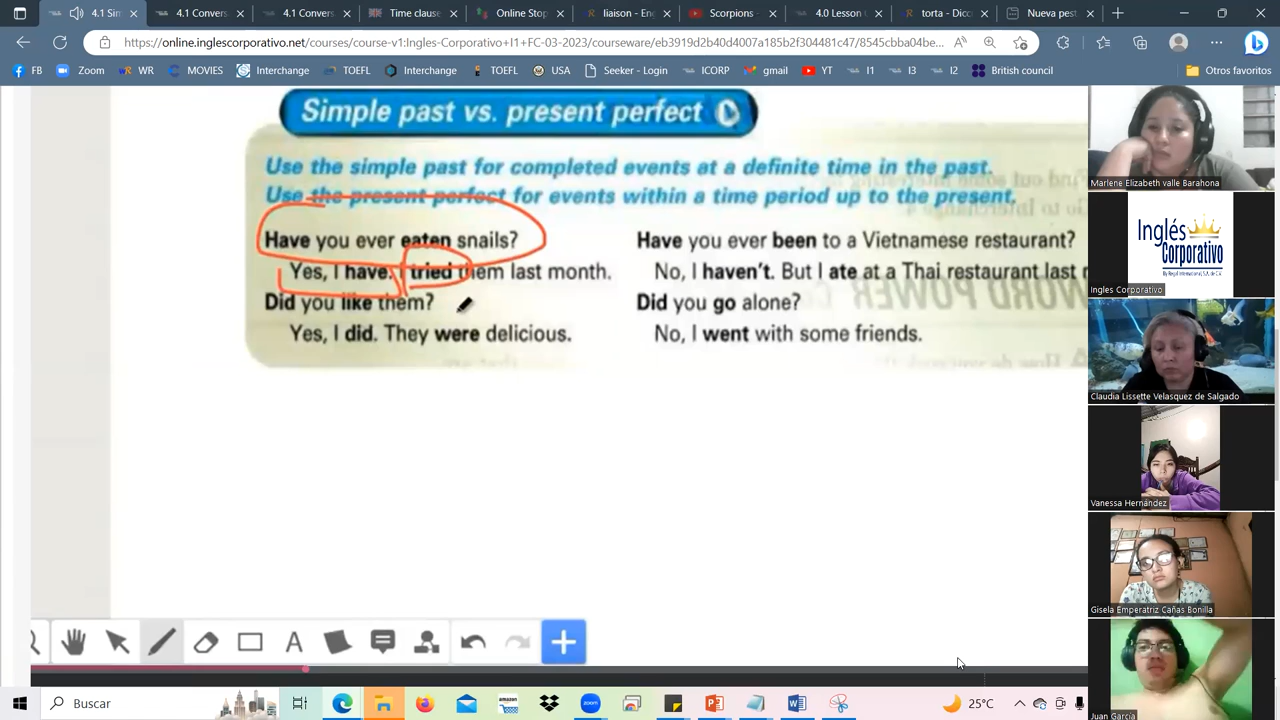 4.1 Sim
4.1 Convers
4.1 Convers
Time clause
Online Stop
liaison - Eng
Scorpions -
4.0 Lesson
torta - Dicc
Nueva pest
https://online.inglescorporativo.net/courses/course-v1:Ingles-Corporativo+I1+FC-03-2023/courseware/eb3919d2b40d4007a185b2f304481c47/8545cbba04be...
FB
Zoom
WR
MOVIES
Interchange
TOEFL
Interchange
TOEFL
USA
Seeker - Login
ICORP
gmail
YT
I1
I3
I2
British council
Otros favoritos
Simple past vs. present perfect
Use the simple past for completed events at a definite time in the past.
Use the present perfect for events within a time period up to the present.
Have you ever eaten snails?
Yes, I have. I tried them last month.
Did you like them?
Yes, I did. They were delicious.
Have you ever been to a Vietnamese restaurant?
No, I haven't. But I ate at a Thai restaurant last
Did you go alone?
No, I went with some friends.
Marlene Elizabeth valle Barahona
Inglés
Corporativo
Ingles Corporativo
Claudia Lissette Velasquez de Salgado
Vanessa Hernández
Gisela Emperatriz Cañas Bonilla
Juan García
Buscar
25°C